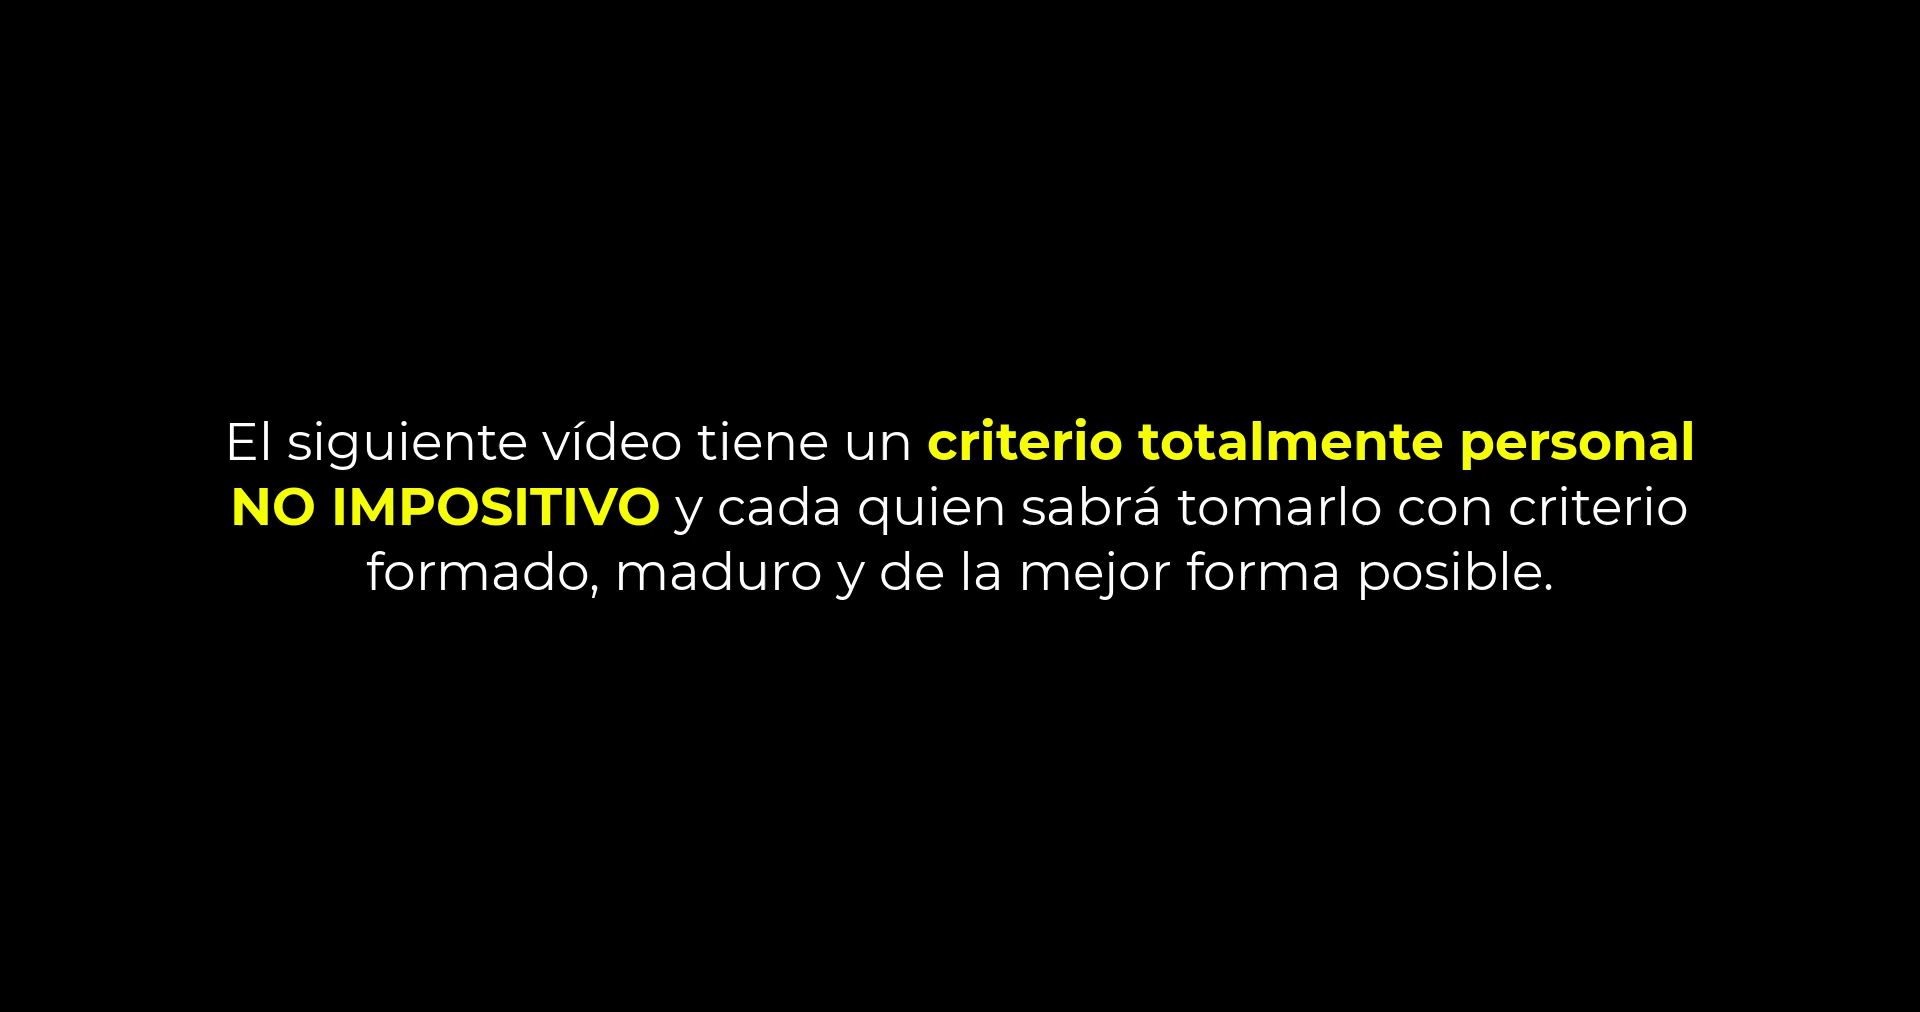 El siguiente vídeo tiene un criterio totalmente personal
NO IMPOSITIVO y cada quien sabrá tomarlo con criterio
formado, maduro y de la mejor forma posible.